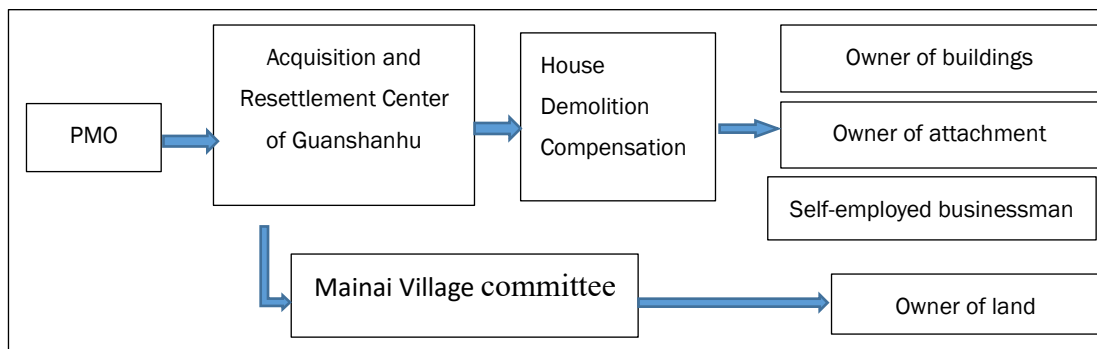 PMO
Acquisition and
Resettlement Center
of Guanshanhu
House
Demolition
Compensation
Owner of buildings
Owner of attachment
Self-employed businessman
Mainai Village committee
Owner of land